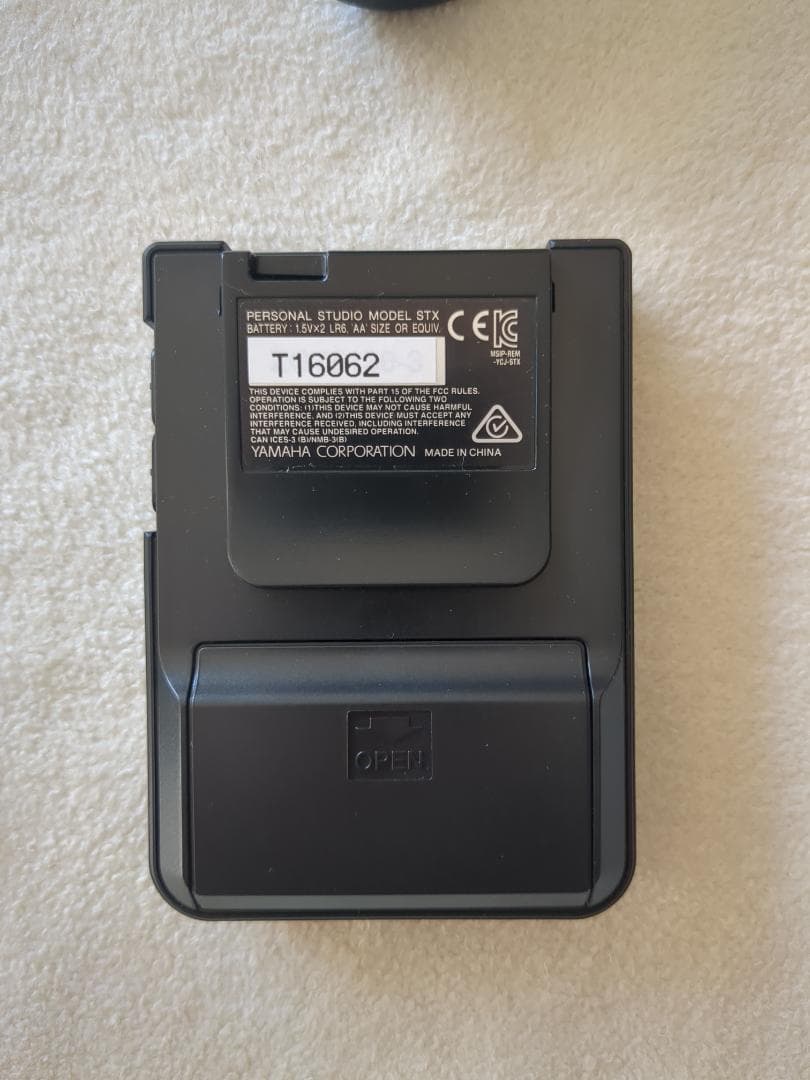 PERSONAL STUDIO MODEL STX
BATTERY : 1.5V×2 LR6, 'AA' SIZE OR EQUIV.
CE KC
MSIP-REM
-YCJ-STX
T16062
THIS DEVICE COMPLIES WITH PART 15 OF THE FCC RULES.
OPERATION IS SUBJECT TO THE FOLLOWING TWO
CONDITIONS: (1)THIS DEVICE MAY NOT CAUSE HARMFUL
INTERFERENCE, AND (2)THIS DEVICE MUST ACCEPT ANY
INTERFERENCE RECEIVED, INCLUDING INTERFERENCE
THAT MAY CAUSE UNDESIRED OPERATION.
CAN ICES-3 (B)/NMB-3(B)
YAMAHA CORPORATION MADE IN CHINA
OPEN